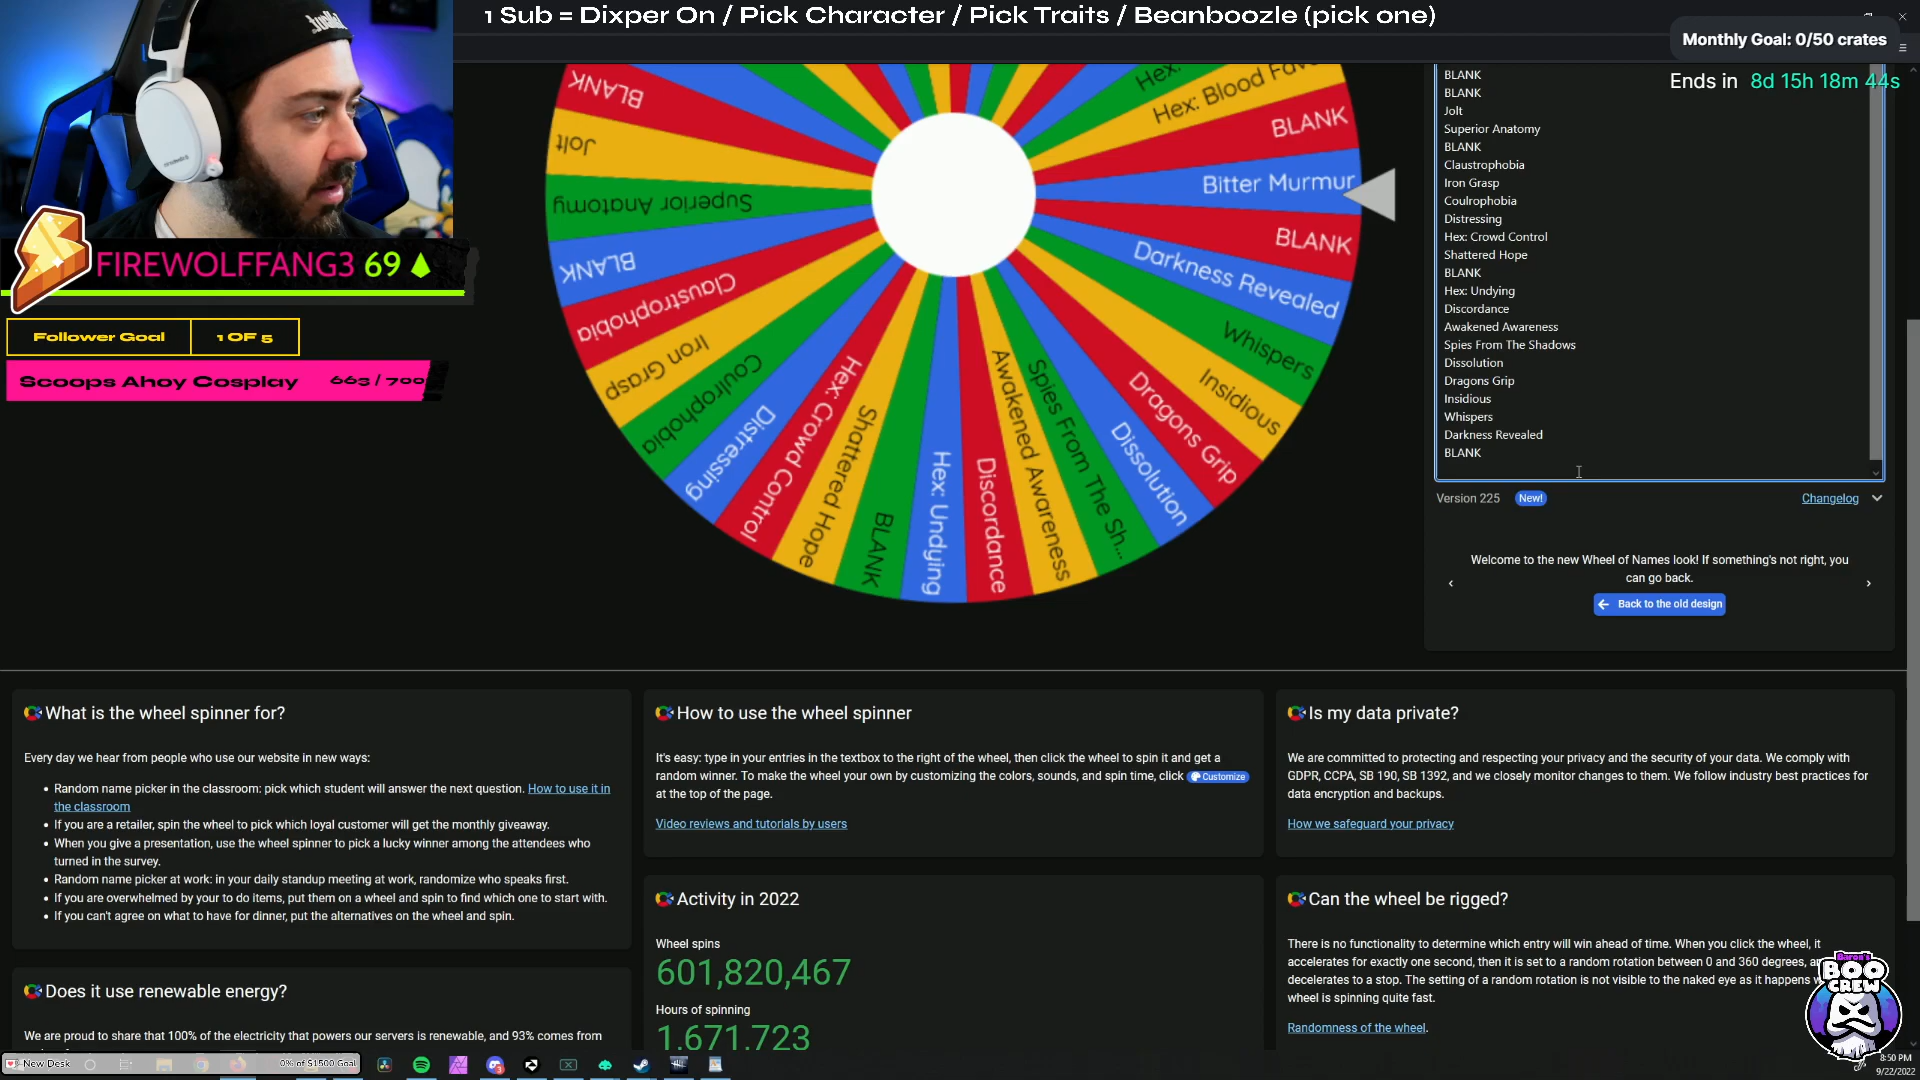 1 Sub = Dixper On / Pick Character / Pick Traits / Beanboozle (pick one)
Monthly Goal: 0/50 crates
Ends in 8d 15h 18m 44s
FIREWOLFFANG3 69
Follower Goal 1 OF 5
Scoops Ahoy Cosplay 663 / 700
BLANK
Jolt
Superior Anatomy
BLANK
Claustrophobia
Iron Grasp
Coulrophobia
Distressing
Hex: Crowd Control
Shattered Hope
BLANK
Hex: Undying
Discordance
Awakened Awareness
Spies From The Sh...
Dissolution
Dragons Grip
Insidious
Whispers
Darkness Revealed
BLANK
Bitter Murmur
BLANK
Hex: Blood Fav
Hex:
BLANK
BLANK
Jolt
Superior Anatomy
BLANK
Claustrophobia
Iron Grasp
Coulrophobia
Distressing
Hex: Crowd Control
Shattered Hope
BLANK
Hex: Undying
Discordance
Awakened Awareness
Spies From The Shadows
Dissolution
Dragons Grip
Insidious
Whispers
Darkness Revealed
BLANK
Version 225 New! Changelog
Welcome to the new Wheel of Names look! If something's not right, you
can go back.
Back to the old design
What is the wheel spinner for?
Every day we hear from people who use our website in new ways:
• Random name picker in the classroom: pick which student will answer the next question. How to use it in
the classroom
• If you are a retailer, spin the wheel to pick which loyal customer will get the monthly giveaway.
• When you give a presentation, use the wheel spinner to pick a lucky winner among the attendees who
turned in the survey.
• Random name picker at work: in your daily standup meeting at work, randomize who speaks first.
• If you are overwhelmed by your to do items, put them on a wheel and spin to find which one to start with.
• If you can't agree on what to have for dinner, put the alternatives on the wheel and spin.
Does it use renewable energy?
We are proud to share that 100% of the electricity that powers our servers is renewable, and 93% comes from
How to use the wheel spinner
It's easy: type in your entries in the textbox to the right of the wheel, then click the wheel to spin it and get a
random winner. To make the wheel your own by customizing the colors, sounds, and spin time, click Customize
at the top of the page.
Video reviews and tutorials by users
Activity in 2022
Wheel spins
601,820,467
Hours of spinning
1,671,723
Is my data private?
We are committed to protecting and respecting your privacy and the security of your data. We comply with
GDPR, CCPA, SB 190, SB 1392, and we closely monitor changes to them. We follow industry best practices for
data encryption and backups.
How we safeguard your privacy
Can the wheel be rigged?
There is no functionality to determine which entry will win ahead of time. When you click the wheel, it
accelerates for exactly one second, then it is set to a random rotation between 0 and 360 degrees,
decelerates to a stop. The setting of a random rotation is not visible to the naked eye as it happens
wheel is spinning quite fast.
Randomness of the wheel.
Baron's
BOO
CREW
New Desk
0% of $1500 Goal
8:50 PM
9/22/2022